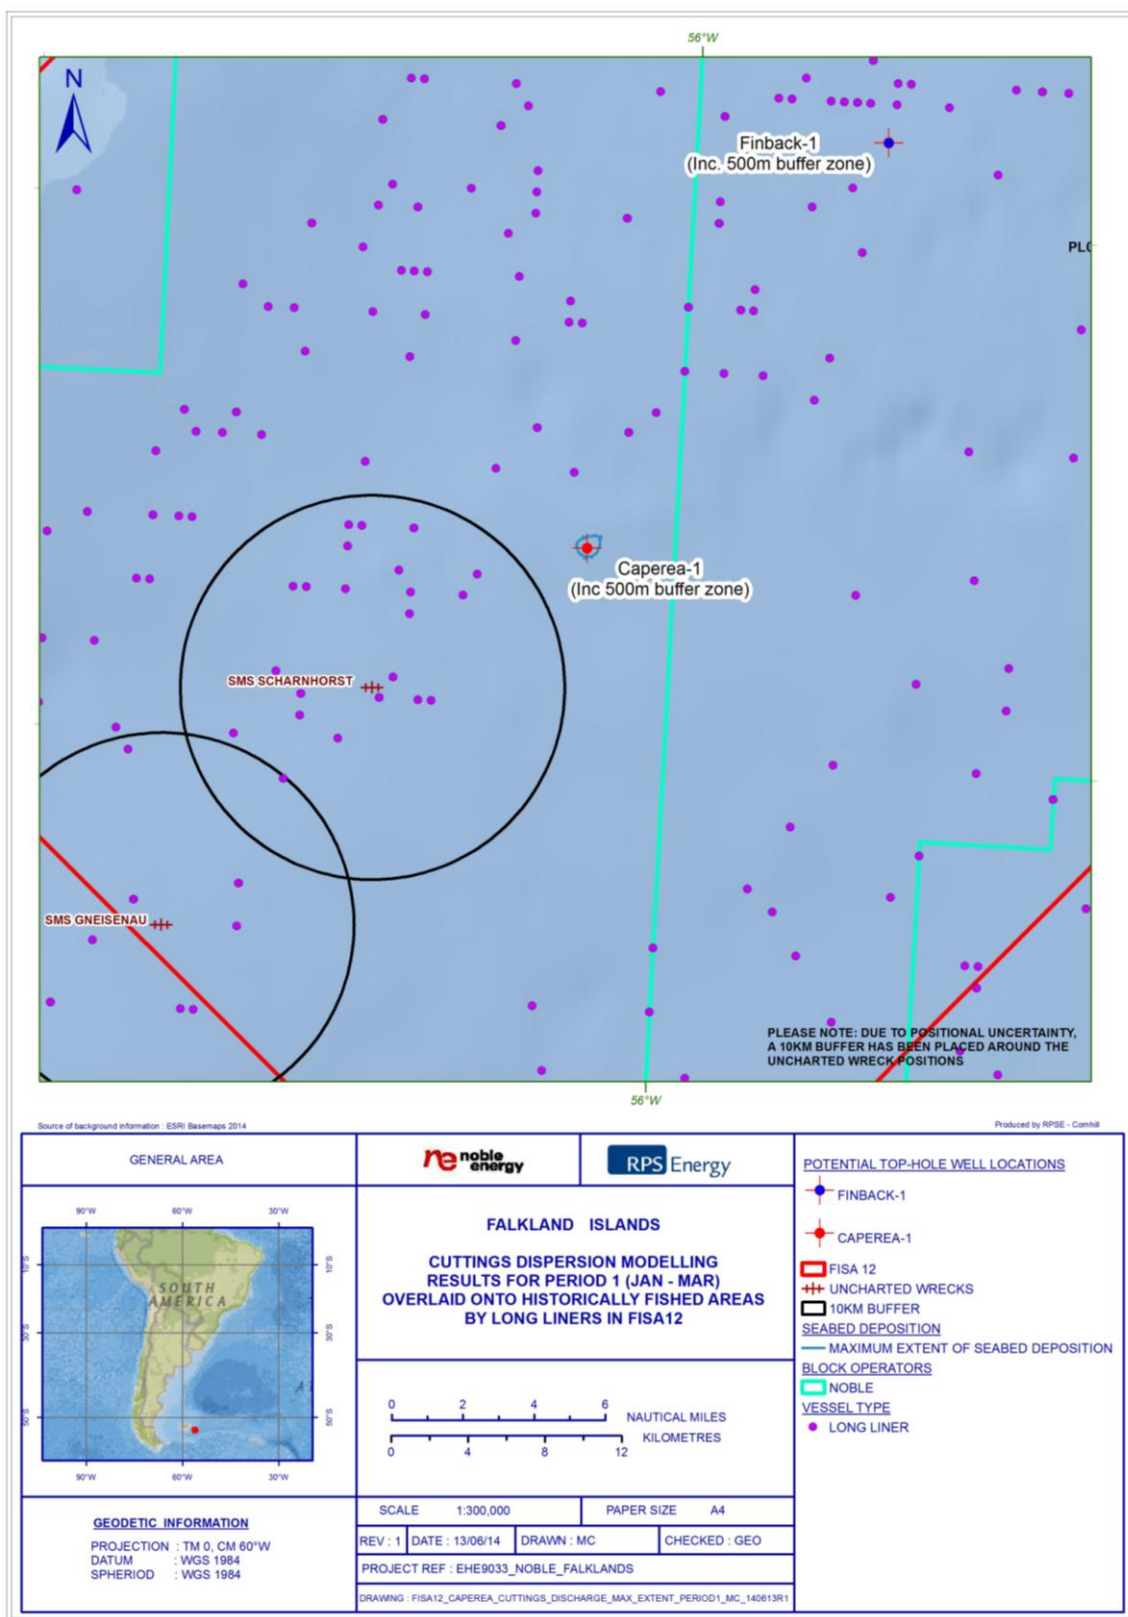 56°W
N
Finback-1
(Inc. 500m buffer zone)
Caperea-1
(Inc 500m buffer zone)
SMS SCHARNHORST
SMS GNEISENAU
PLEASE NOTE: DUE TO POSITIONAL UNCERTAINTY,
A 10KM BUFFER HAS BEEN PLACED AROUND THE
UNCHARTED WRECK POSITIONS
56°W
Source of background information : ESRI Basemaps 2014
Produced by RPSE - Cornhill
GENERAL AREA
90°W 60°W 30°W
10°S 10°S
SOUTH
AMERICA
30°S 30°S
50°S 50°S
90°W 60°W 30°W
GEODETIC INFORMATION
PROJECTION : TM 0, CM 60°W
DATUM : WGS 1984
SPHERIOD : WGS 1984
ne noble
energy
RPS Energy
FALKLAND ISLANDS
CUTTINGS DISPERSION MODELLING
RESULTS FOR PERIOD 1 (JAN - MAR)
OVERLAID ONTO HISTORICALLY FISHED AREAS
BY LONG LINERS IN FISA12
0 2 4 6
NAUTICAL MILES
KILOMETRES
0 4 8 12
SCALE 1:300,000
PAPER SIZE A4
REV : 1
DATE : 13/06/14
DRAWN : MC
CHECKED : GEO
PROJECT REF : EHE9033_NOBLE_FALKLANDS
DRAWING : FISA12_CAPEREA_CUTTINGS_DISCHARGE_MAX_EXTENT_PERIOD1_MC_140613R1
POTENTIAL TOP-HOLE WELL LOCATIONS
FINBACK-1
CAPEREA-1
FISA 12
UNCHARTED WRECKS
10KM BUFFER
SEABED DEPOSITION
MAXIMUM EXTENT OF SEABED DEPOSITION
BLOCK OPERATORS
NOBLE
VESSEL TYPE
LONG LINER